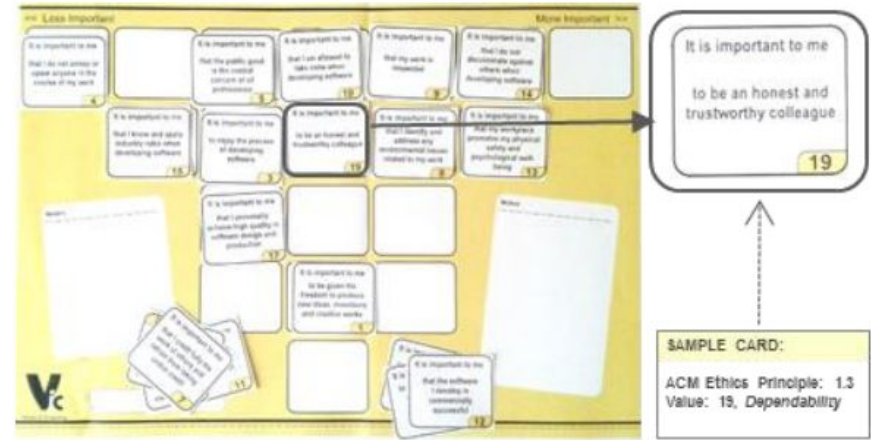 << Less Important
More Important >>
It is important to me
that I do not annoy or
upset anyone in the
course of my work
4
It is important to me
that the public good
is the central
concern of all
professions
5
It is important to me
that I am allowed to
take risks when
developing software
It is important to me
that my work is
respected
9
It is important to me
that I do not
discriminate against
others when
developing software
14
It is important to me
that I know and apply
industry rules when
developing software
It is important to me
to enjoy the process
of developing
software
3
It is important to me
to be an honest and
trustworthy colleague
19
It is important to me
that I identify and
address any
environmental issues
related to my work
8
It is important to me
that my workplace
promotes my physical
safety and
psychological well-
being
13
It is important to me
that I personally
achieve high quality in
software design and
production
17
It is important to me
to be given the
freedom to produce
new ideas, inventions
and creative works
1
Notes:
Notes:
It is important to me
7
11
It is important to me
that the software
I develop is
commercially
successful
12
It is important to me
to be an honest and
trustworthy colleague
19
SAMPLE CARD:
ACM Ethics Principle: 1.3
Value: 19, Dependability